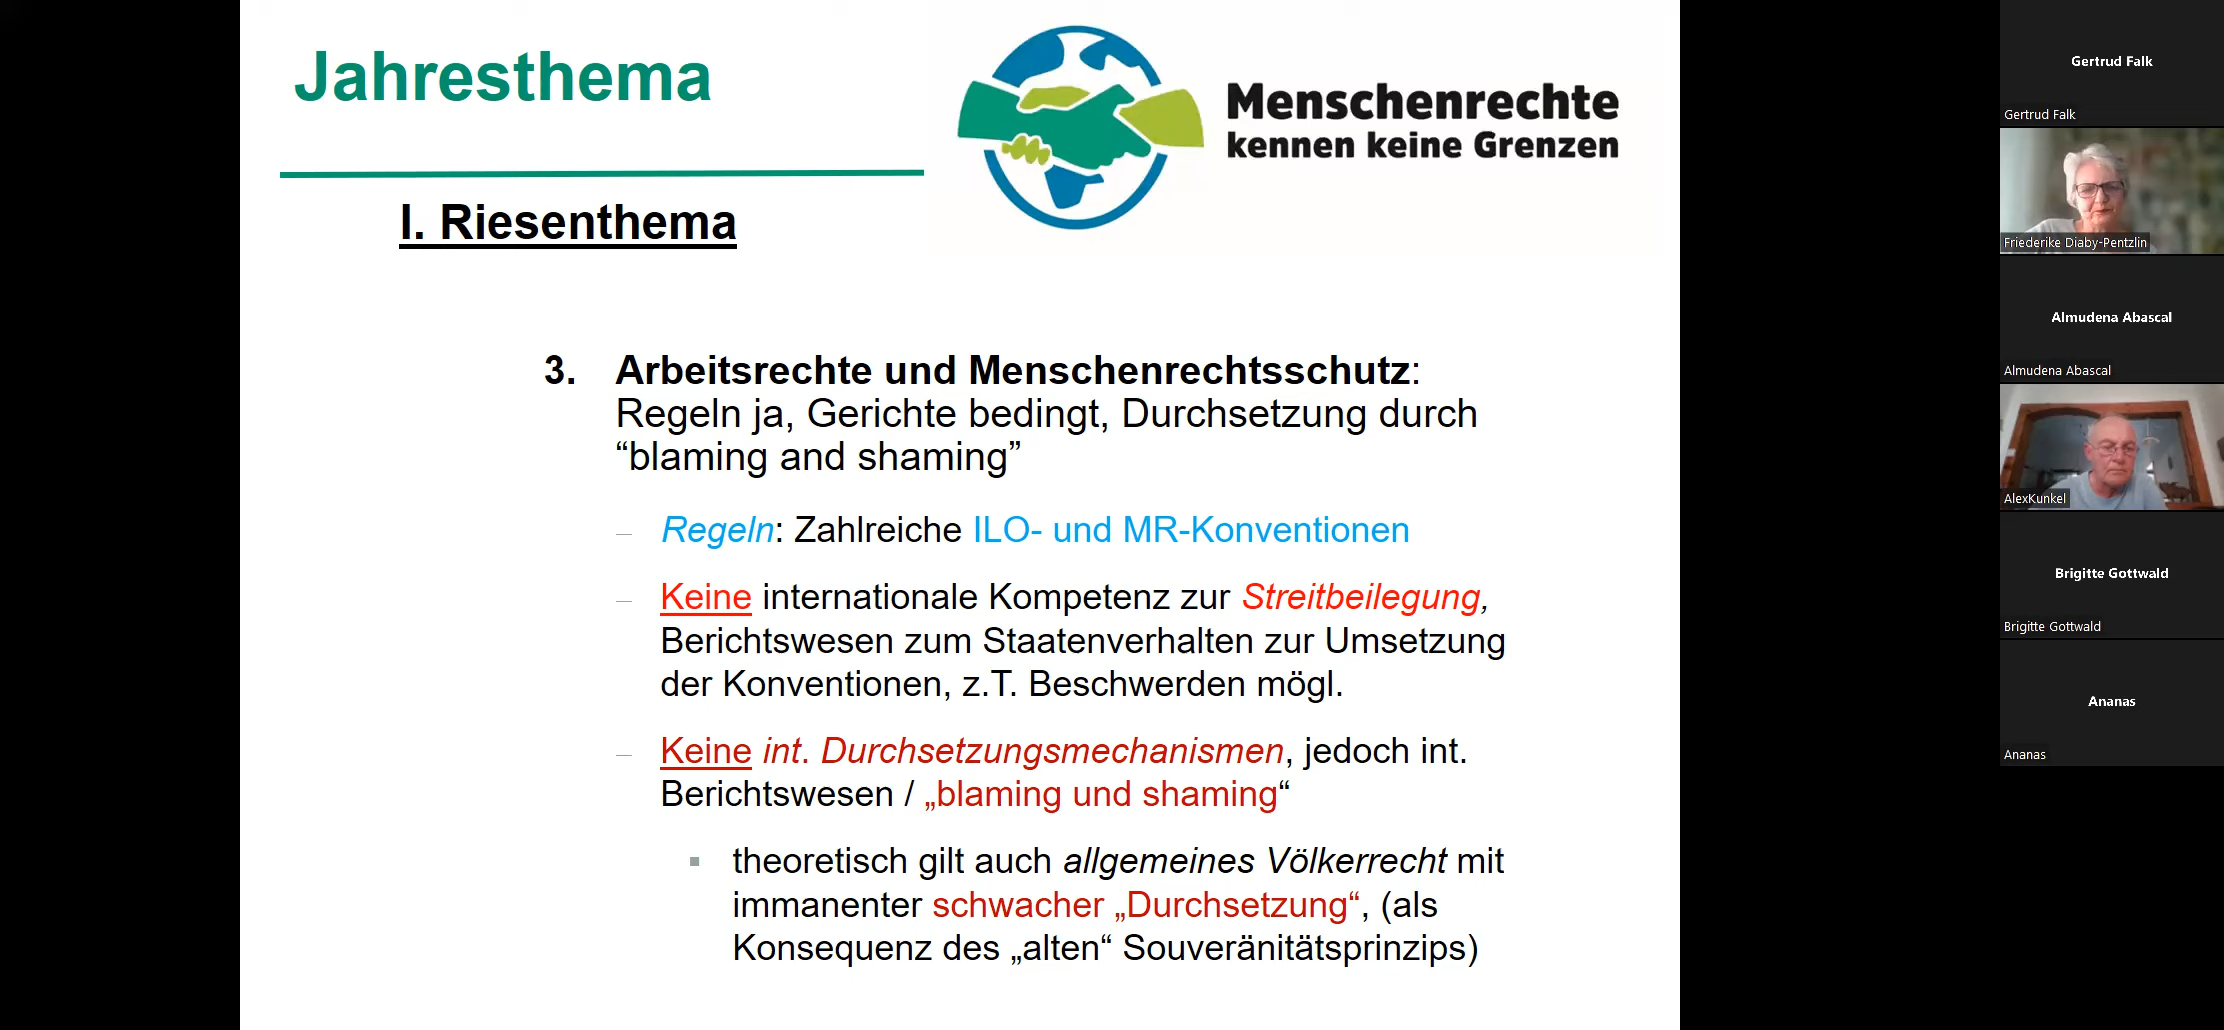 Jahresthema
Menschenrechte
kennen keine Grenzen
I. Riesenthema
3. Arbeitsrechte und Menschenrechtsschutz:
Regeln ja, Gerichte bedingt, Durchsetzung durch
“blaming and shaming”
– Regeln: Zahlreiche ILO- und MR-Konventionen
– Keine internationale Kompetenz zur Streitbeilegung,
Berichtswesen zum Staatenverhalten zur Umsetzung
der Konventionen, z.T. Beschwerden mögl.
– Keine int. Durchsetzungsmechanismen, jedoch int.
Berichtswesen / „blaming und shaming“
▪ theoretisch gilt auch allgemeines Völkerrecht mit
immanenter schwacher „Durchsetzung“, (als
Konsequenz des „alten“ Souveränitätsprinzips)
Gertrud Falk
Gertrud Falk
Friederike Diaby-Pentzlin
Almudena Abascal
Almudena Abascal
AlexKunkel
Brigitte Gottwald
Brigitte Gottwald
Ananas
Ananas